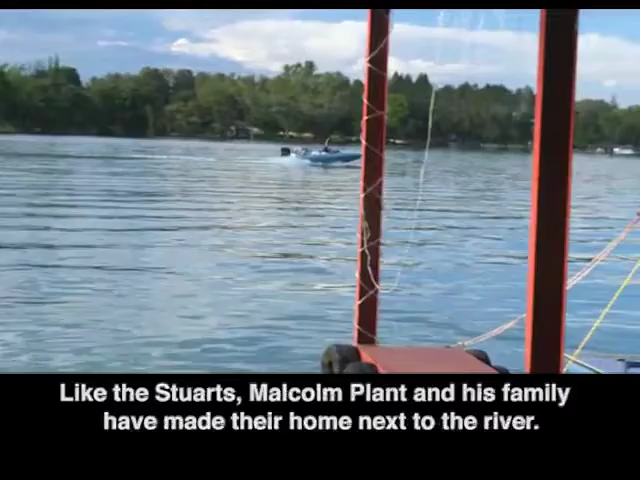 Like the Stuarts, Malcolm Plant and his family
have made their home next to the river.